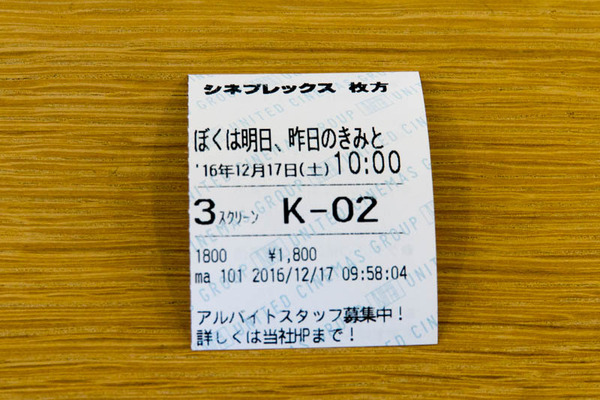 シネプレックス 枚方
ぼくは明日、昨日のきみと
'16年12月17日(土) 10:00
3 スクリーン K-02
1800 ¥1,800
ma 101 2016/12/17 09:58:04
アルバイトスタッフ募集中!
詳しくは当社HPまで!
UNITED CINEMAS GROUP